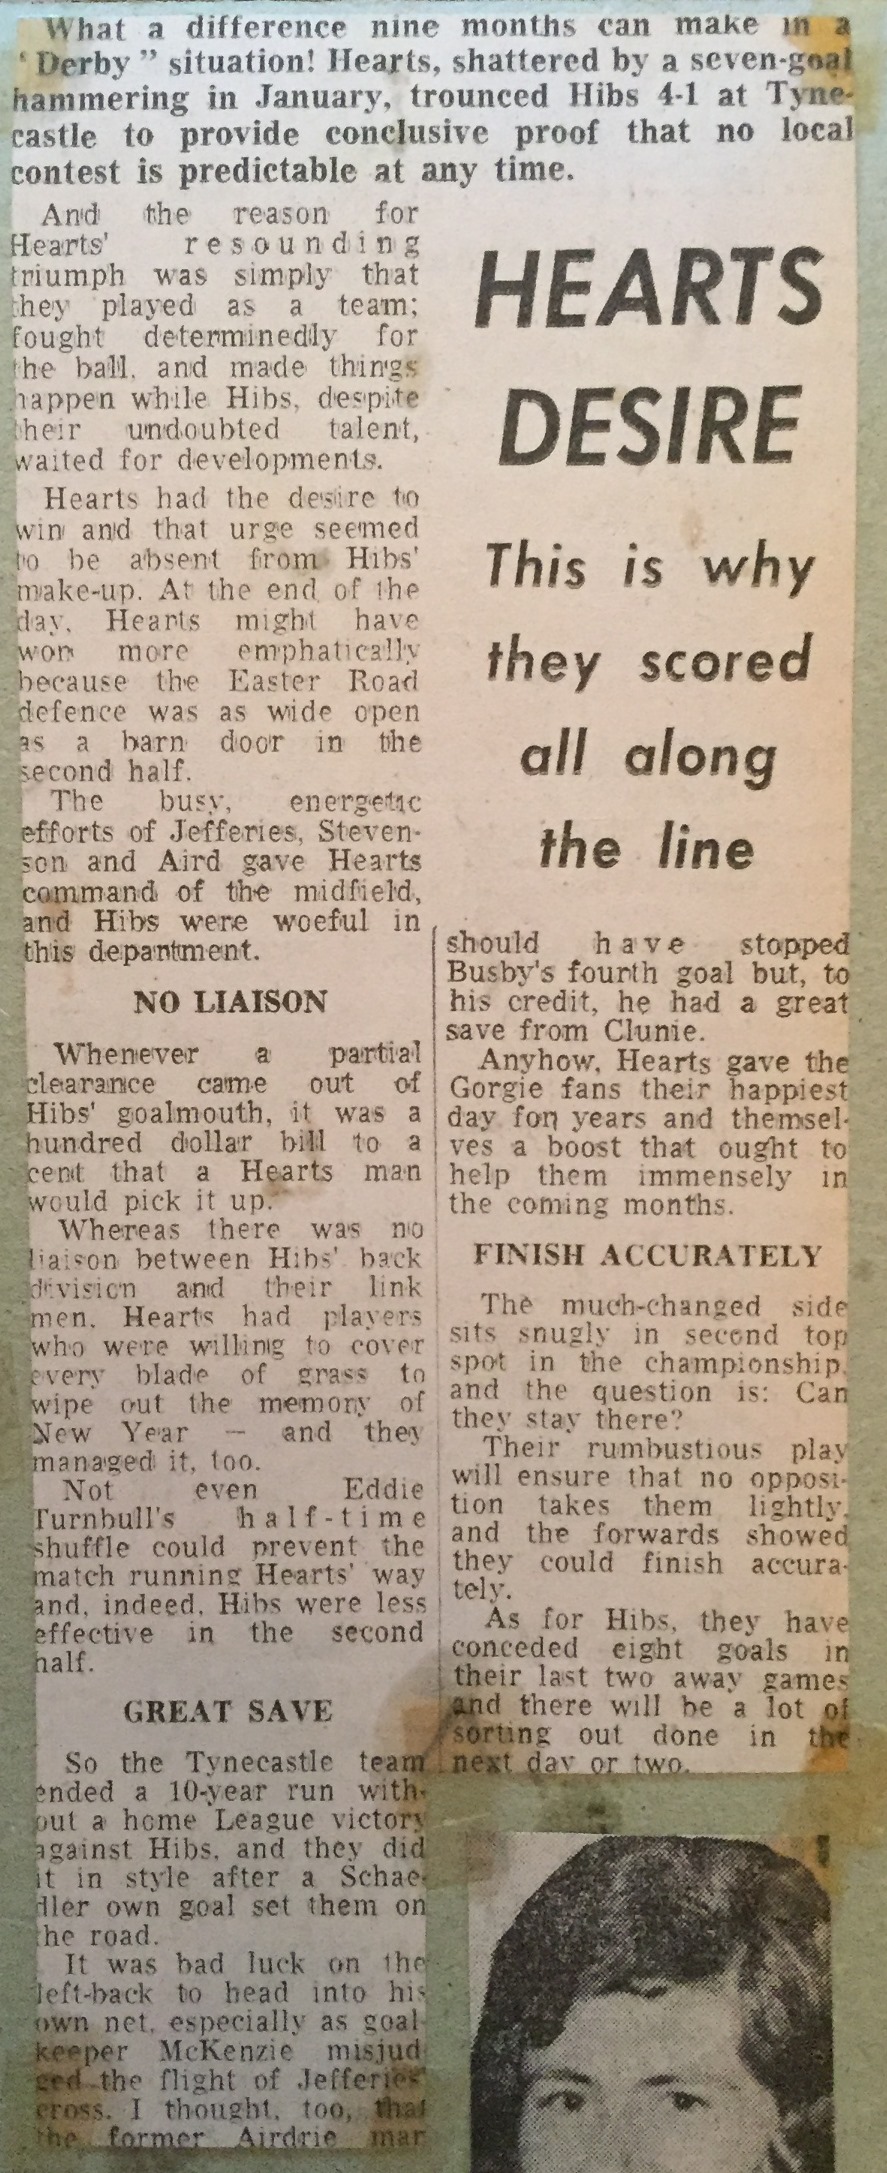 What a difference nine months can make in a
‘Derby” situation! Hearts, shattered by a seven-goal
hammering in January, trounced Hibs 4-1 at Tyne-
castle to provide conclusive proof that no local
contest is predictable at any time.
And the reason for
Hearts' resounding
triumph was simply that
they played as a team;
fought determinedly for
the ball, and made things
happen while Hibs, despite
their undoubted talent,
waited for developments.
Hearts had the desire to
win and that urge seemed
to be absent from Hibs'
make-up. At the end of the
day, Hearts might have
won more emphatically
because the Easter Road
defence was as wide open
as a barn door in the
second half.
The busy, energetic
efforts of Jefferies, Steven-
son and Aird gave Hearts
command of the midfield,
and Hibs were woeful in
this department.
NO LIAISON
Whenever a partial
clearance came out of
Hibs' goalmouth, it was a
hundred dollar bill to a
cent that a Hearts man
would pick it up.
Whereas there was no
liaison between Hibs' back
division and their link
men, Hearts had players
who were willing to cover
every blade of grass to
wipe out the memory of
New Year — and they
managed it, too.
Not even Eddie
Turnbull's half-time
shuffle could prevent the
match running Hearts' way
and, indeed, Hibs were less
effective in the second
half.
GREAT SAVE
So the Tynecastle team
ended a 10-year run with-
out a home League victory
against Hibs, and they did
it in style after a Schae-
dler own goal set them on
the road.
It was bad luck on the
left-back to head into his
own net, especially as goal-
keeper McKenzie misjud
ged the flight of Jefferies'
cross. I thought, too, that
the former Airdrie man
HEARTS
DESIRE
This is why
they scored
all along
the line
should have stopped
Busby's fourth goal but, to
his credit, he had a great
save from Clunie.
Anyhow, Hearts gave the
Gorgie fans their happiest
day for years and themsel-
ves a boost that ought to
help them immensely in
the coming months.
FINISH ACCURATELY
The much-changed side
sits snugly in second top
spot in the championship,
and the question is: Can
they stay there?
Their rumbustious play
will ensure that no opposi-
tion takes them lightly,
and the forwards showed
they could finish accura-
tely.
As for Hibs, they have
conceded eight goals in
their last two away games
and there will be a lot of
sorting out done in the
next day or two.